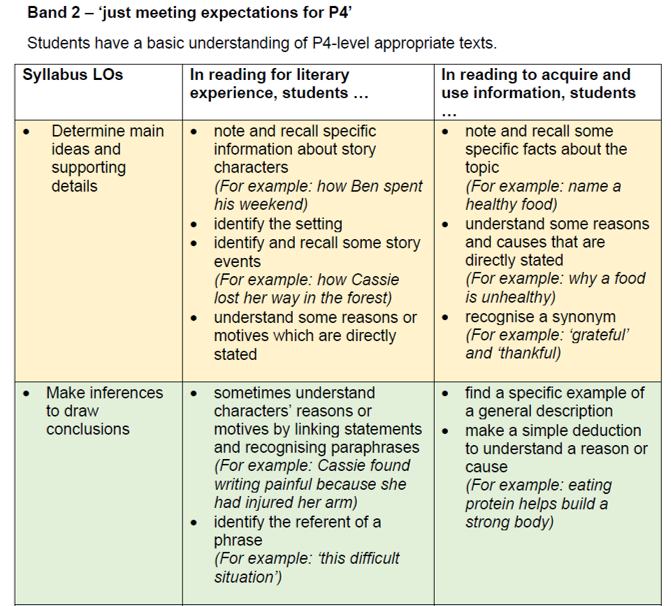 Band 2 – ‘just meeting expectations for P4’
Students have a basic understanding of P4-level appropriate texts.
Syllabus LOs
In reading for literary
experience, students …
In reading to acquire and
use information, students
…
• Determine main
ideas and
supporting
details
• note and recall specific
information about story
characters
(For example: how Ben spent
his weekend)
• identify the setting
• identify and recall some story
events
(For example: how Cassie
lost her way in the forest)
• understand some reasons or
motives which are directly
stated
• note and recall some
specific facts about the
topic
(For example: name a
healthy food)
• understand some reasons
and causes that are
directly stated
(For example: why a food
is unhealthy)
• recognise a synonym
(For example: ‘grateful’
and ‘thankful)
• Make inferences
to draw
conclusions
• sometimes understand
characters’ reasons or
motives by linking statements
and recognising paraphrases
(For example: Cassie found
writing painful because she
had injured her arm)
• identify the referent of a
phrase
(For example: ‘this difficult
situation’)
• find a specific example of
a general description
• make a simple deduction
to understand a reason or
cause
(For example: eating
protein helps build a
strong body)